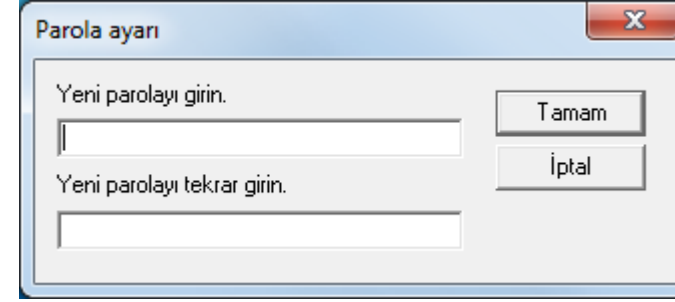 Parola ayarı
Yeni parolayı girin.
Tamam
İptal
Yeni parolayı tekrar girin.